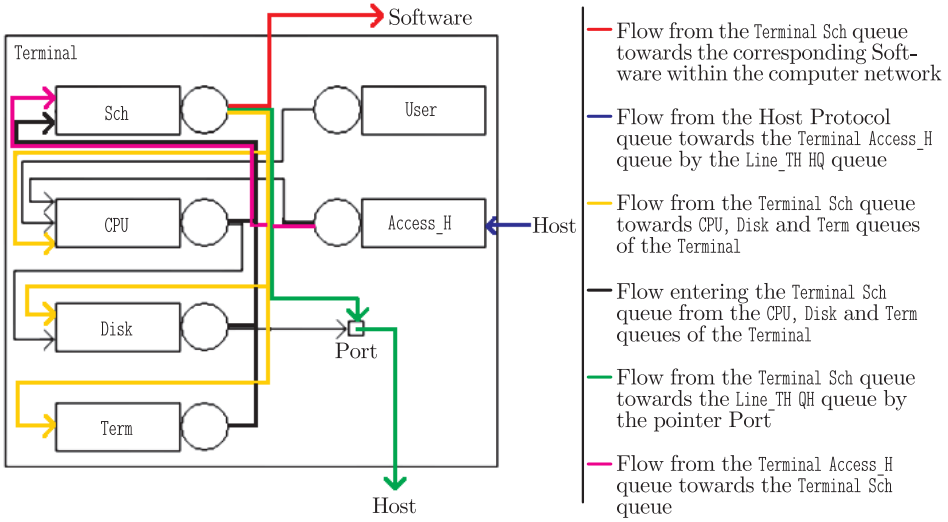 Software
Terminal
Sch
User
CPU
Access_H
Host
Disk
Port
Term
Host
Flow from the Terminal Sch queue
towards the corresponding Soft-
ware within the computer network
Flow from the Host Protocol
queue towards the Terminal Access_H
queue by the Line_TH HQ queue
Flow from the Terminal Sch queue
towards CPU, Disk and Term queues
of the Terminal
Flow entering the Terminal Sch
queue from the CPU, Disk and Term
queues of the Terminal
Flow from the Terminal Sch queue
towards the Line_TH QH queue by
the pointer Port
Flow from the Terminal Access_H
queue towards the Terminal Sch
queue